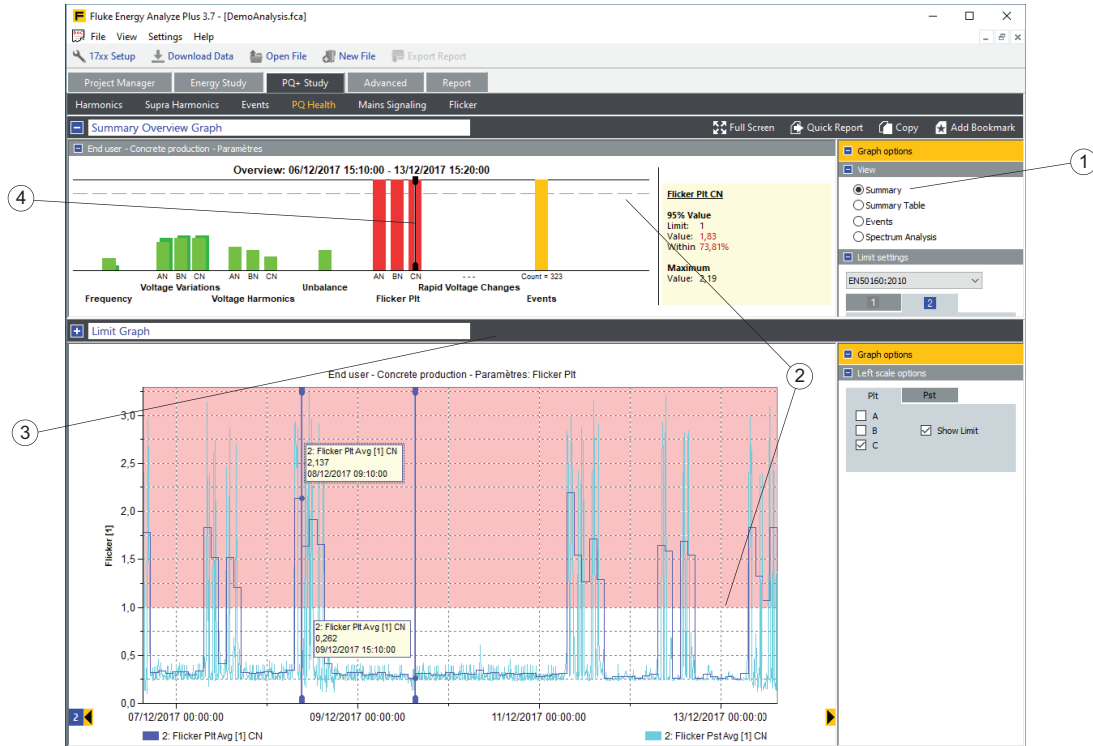 Fluke Energy Analyze Plus 3.7 - [DemoAnalysis.fca]
File View Settings Help
17xx Setup Download Data Open File New File Export Report
Project Manager Energy Study PQ+ Study Advanced Report
Harmonics Supra Harmonics Events PQ Health Mains Signaling Flicker
Summary Overview Graph
Full Screen Quick Report Copy Add Bookmark
End user - Concrete production - Paramètres
Overview: 06/12/2017 15:10:00 - 13/12/2017 15:20:00
AN BN CN
AN BN CN
AN BN CN
- - -
Count = 323
Frequency
Voltage Variations
Voltage Harmonics
Unbalance
Flicker Plt
Rapid Voltage Changes
Events
Flicker Plt CN
95% Value
Limit: 1
Value: 1,83
Within 73,81%
Maximum
Value: 2,19
Graph options
View
Summary
Summary Table
Events
Spectrum Analysis
Limit settings
EN50160:2010
1 2
1
4
2
3
Limit Graph
End user - Concrete production - Paramètres: Flicker Plt
Flicker [1]
3,0
2,5
2,0
1,5
1,0
0,5
0,0
2: Flicker Plt Avg [1] CN
2,137
08/12/2017 09:10:00
2: Flicker Plt Avg [1] CN
0,262
09/12/2017 15:10:00
2
07/12/2017 00:00:00 09/12/2017 00:00:00 11/12/2017 00:00:00 13/12/2017 00:00:00
2: Flicker Plt Avg [1] CN 2: Flicker Pst Avg [1] CN
Graph options
Left scale options
Plt Pst
A
B Show Limit
C